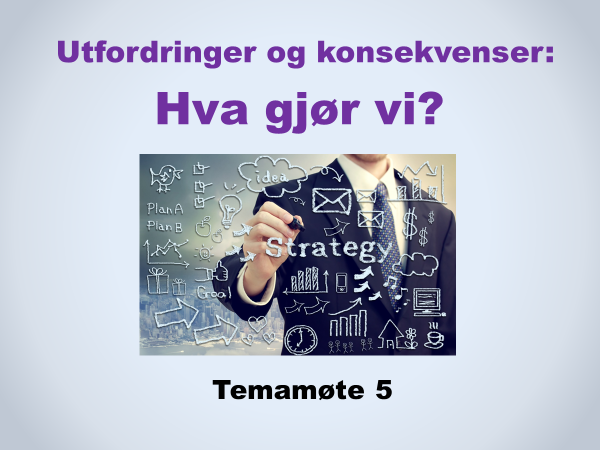 Utfordringer og konsekvenser:
Hva gjør vi?
idea
Plan A
Plan B
Strategy
Goal
Temamøte 5